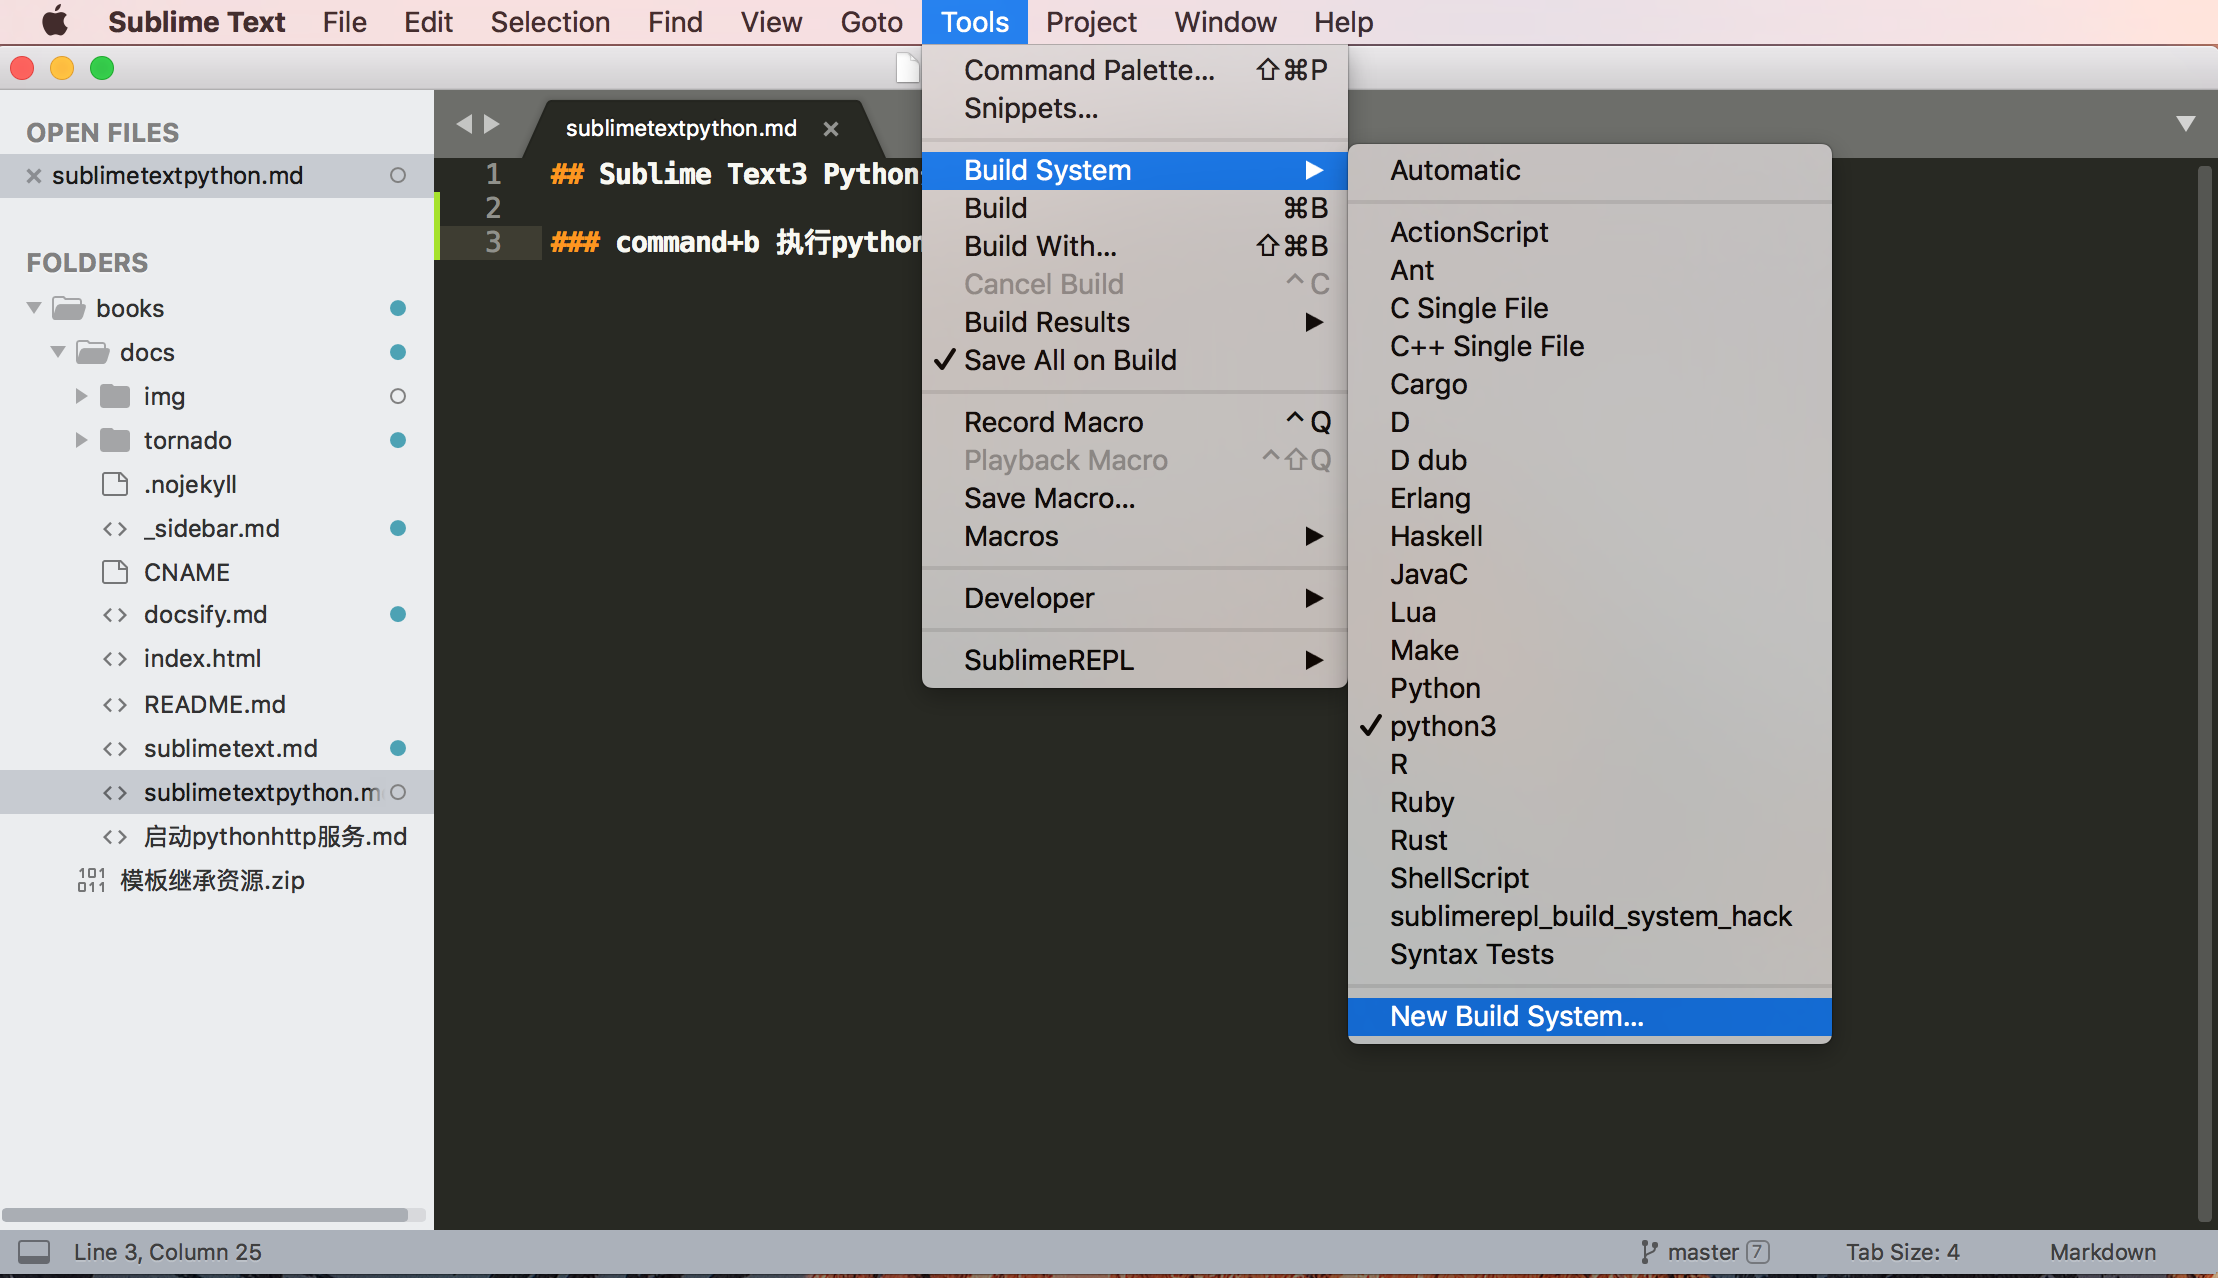 Sublime Text File Edit Selection Find View Goto Tools Project Window Help
OPEN FILES
sublimetextpython.md
FOLDERS
books
docs
img
tornado
.nojekyll
_sidebar.md
CNAME
docsify.md
index.html
README.md
sublimetext.md
sublimetextpython.m
启动pythonhttp服务.md
模板继承资源.zip
sublimetextpython.md
1 ## Sublime Text3 Python
2
3 ### command+b 执行python
Command Palette... ⇧⌘P
Snippets...
Build System
Build ⌘B
Build With... ⇧⌘B
Cancel Build ^C
Build Results
Save All on Build
Record Macro ^Q
Playback Macro ^⇧Q
Save Macro...
Macros
Developer
SublimeREPL
Automatic
ActionScript
Ant
C Single File
C++ Single File
Cargo
D
D dub
Erlang
Haskell
JavaC
Lua
Make
Python
python3
R
Ruby
Rust
ShellScript
sublimerepl_build_system_hack
Syntax Tests
New Build System...
Line 3, Column 25 master 7 Tab Size: 4 Markdown